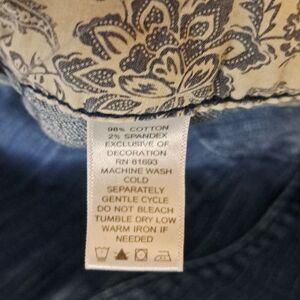 98% COTTON
2% SPANDEX
EXCLUSIVE OF
DECORATION
RN 81693
MACHINE WASH
COLD
SEPARATELY
GENTLE CYCLE
DO NOT BLEACH
TUMBLE DRY LOW
WARM IRON IF
NEEDED